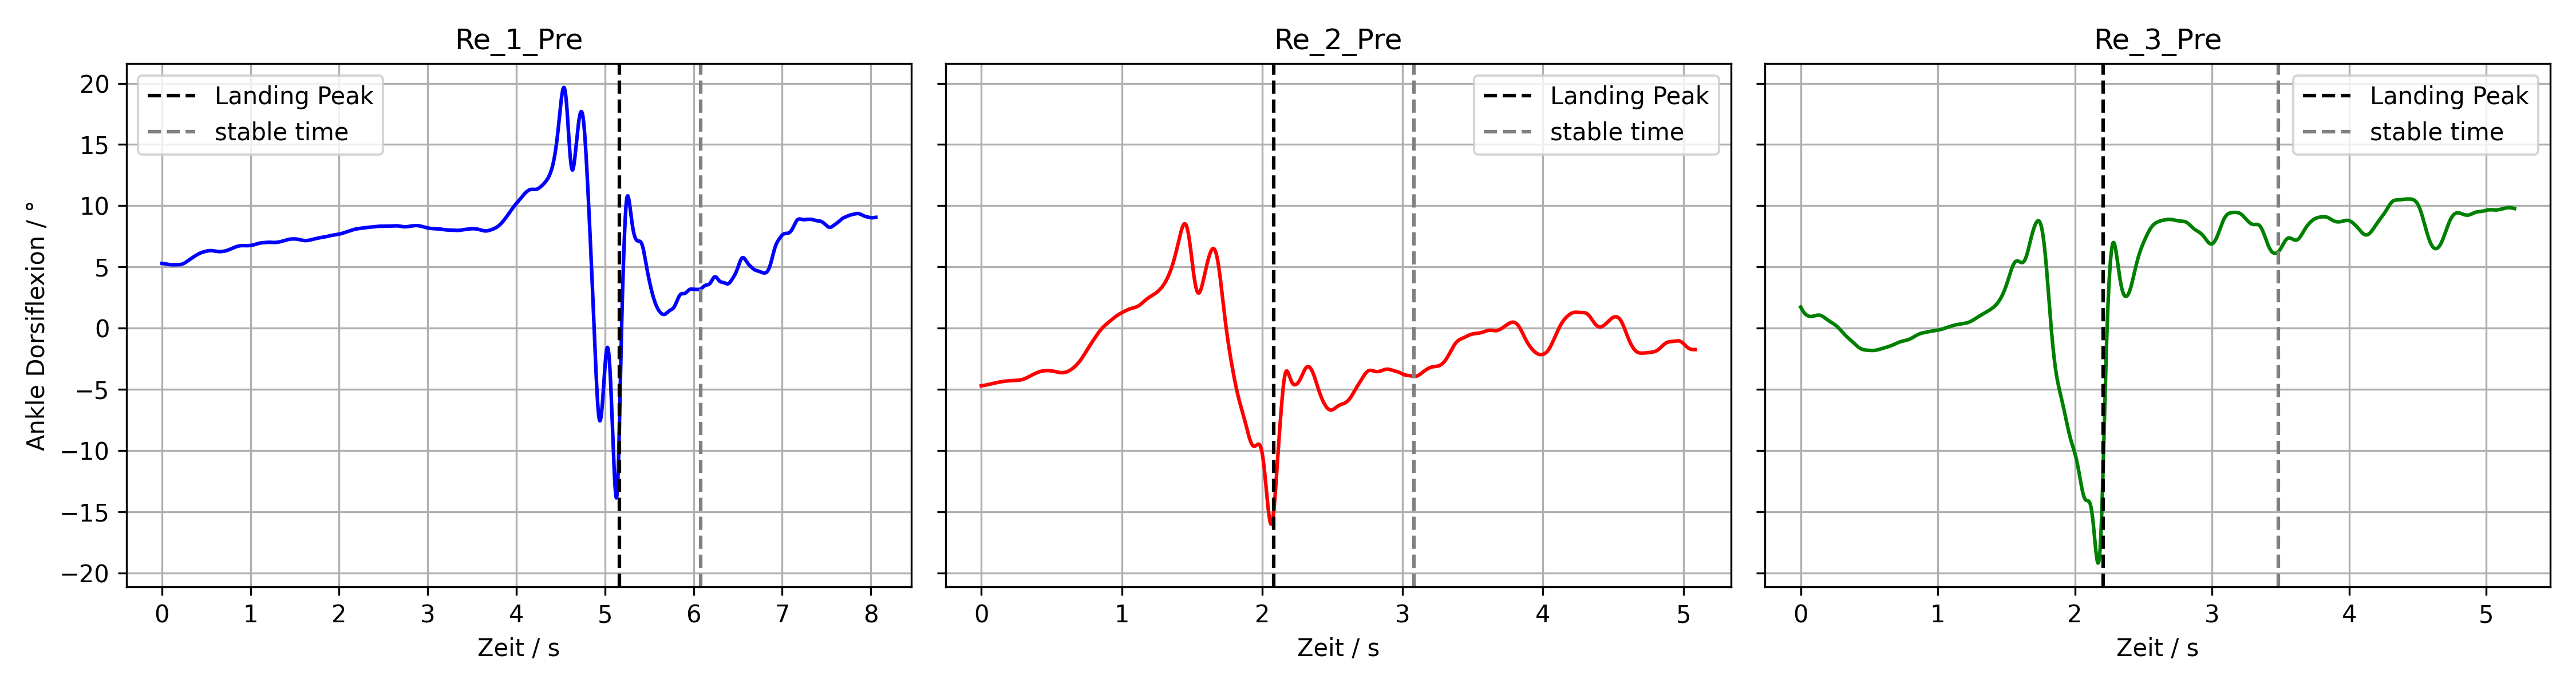 Re_1_Pre
Re_2_Pre
Re_3_Pre
Ankle Dorsiflexion / °
20
15
10
5
0
−5
−10
−15
−20
Landing Peak
stable time
0 1 2 3 4 5 6 7 8
Zeit / s
Landing Peak
stable time
0 1 2 3 4 5
Zeit / s
Landing Peak
stable time
0 1 2 3 4 5
Zeit / s